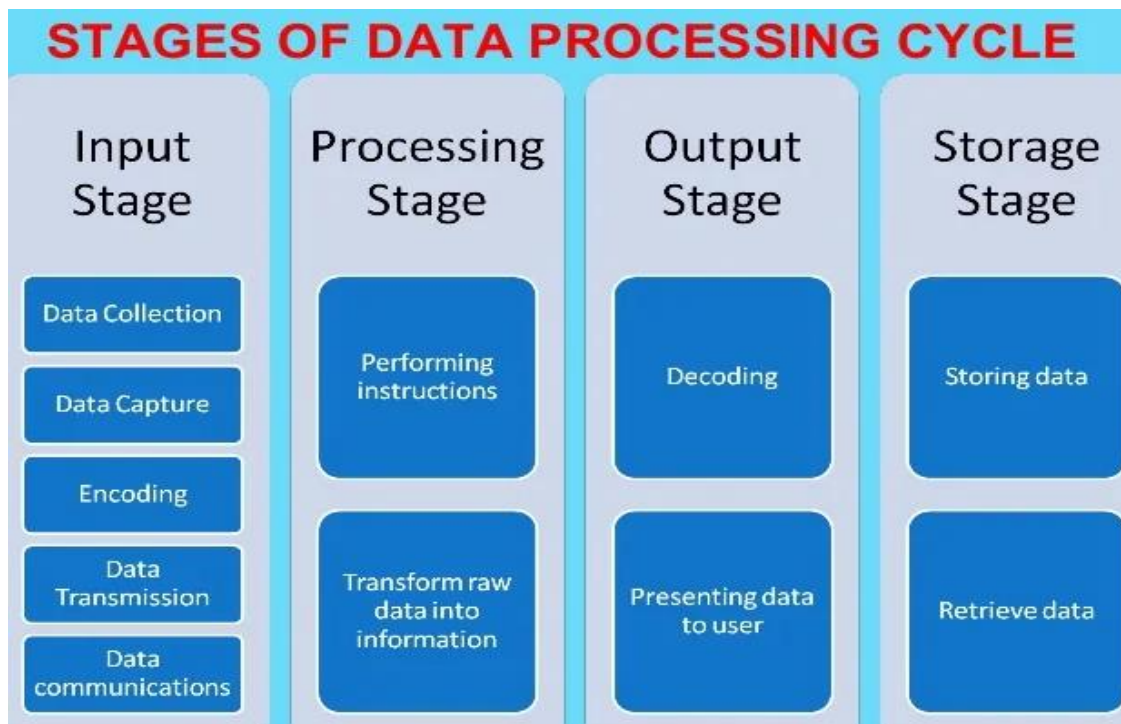 STAGES OF DATA PROCESSING CYCLE
Input
Stage
Data Collection
Data Capture
Encoding
Data
Transmission
Data
communications
Processing
Stage
Performing
instructions
Transform raw
data into
information
Output
Stage
Decoding
Presenting data
to user
Storage
Stage
Storing data
Retrieve data